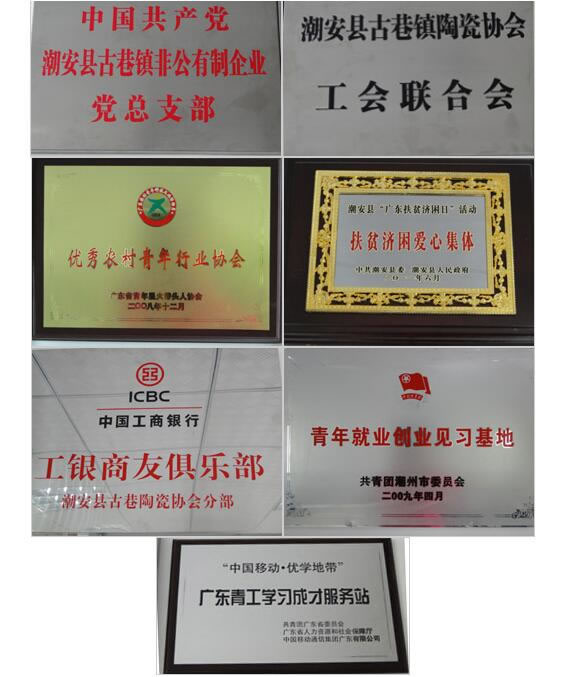 中国共产党
潮安县古巷镇非公有制企业
党总支部
潮安县古巷镇陶瓷协会
工会联合会
优秀农村青年行业协会
广东省青年星火带头人协会
二〇〇八年十二月
潮安县“广东扶贫济困日”活动
扶贫济困爱心集体
中共潮安县委 潮安县人民政府
ICBC
中国工商银行
工银商友俱乐部
潮安县古巷陶瓷协会分部
青年就业创业见习基地
共青团潮州市委员会
二〇〇九年四月
“中国移动·优学地带”
广东青工学习成才服务站
共青团广东省委员会
广东省人力资源和社会保障厅
中国移动通信集团广东有限公司